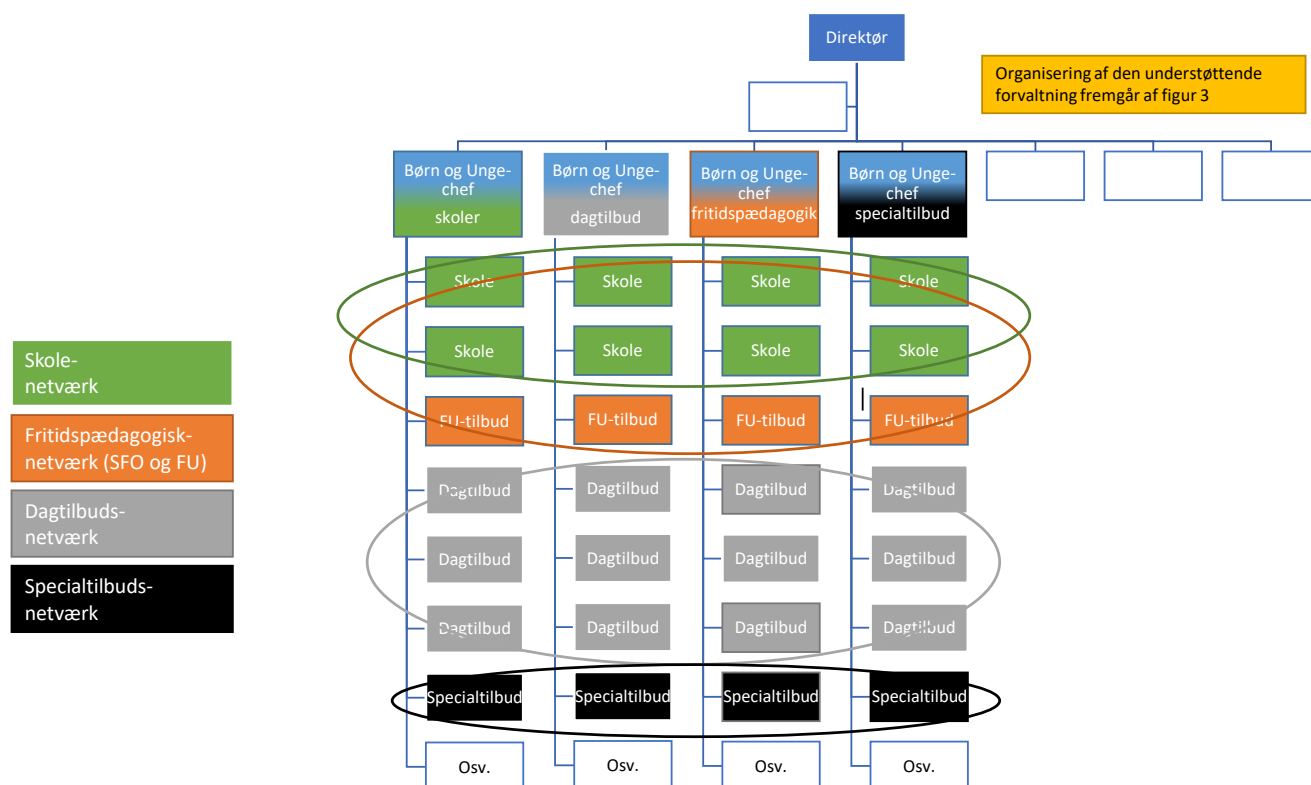 Direktør
Organisering af den understøttende
forvaltning fremgår af figur 3
Børn og Unge-
chef
skoler
Børn og Unge-
chef
dagtilbud
Børn og Unge-
chef
fritidspædagogik
Børn og Unge-
chef
specialtilbud
Skole
Skole
Skole
Skole
Skole
Skole
Skole
Skole
FU-tilbud
FU-tilbud
FU-tilbud
FU-tilbud
Dagtilbud
Dagtilbud
Dagtilbud
Dagtilbud
Dagtilbud
Dagtilbud
Dagtilbud
Dagtilbud
Dagtilbud
Dagtilbud
Dagtilbud
Dagtilbud
Specialtilbud
Specialtilbud
Specialtilbud
Specialtilbud
Osv.
Osv.
Osv.
Osv.
Skole-
netværk
Fritidspædagogisk-
netværk (SFO og FU)
Dagtilbuds-
netværk
Specialtilbuds-
netværk